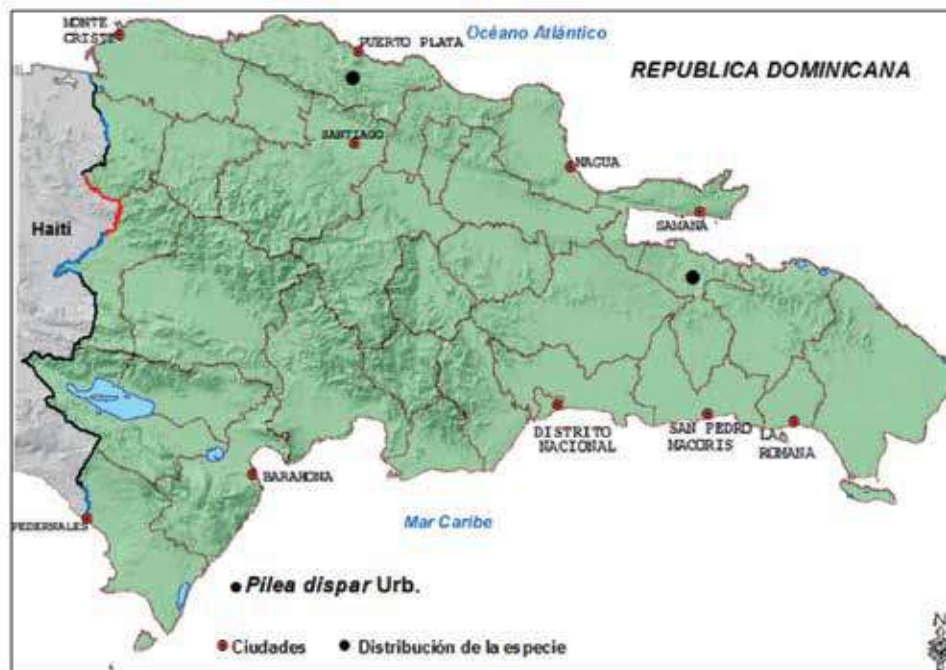 MONTE
CRISTI
PUERTO PLATA
Océano Atlántico
REPUBLICA DOMINICANA
SANTIAGO
NAGUA
SAMANA
Haití
DISTRITO
NACIONAL
SAN PEDRO
MACORIS
LA
ROMANA
BARAHONA
PEDERNALES
Mar Caribe
Pilea dispar Urb.
Ciudades
Distribución de la especie
N